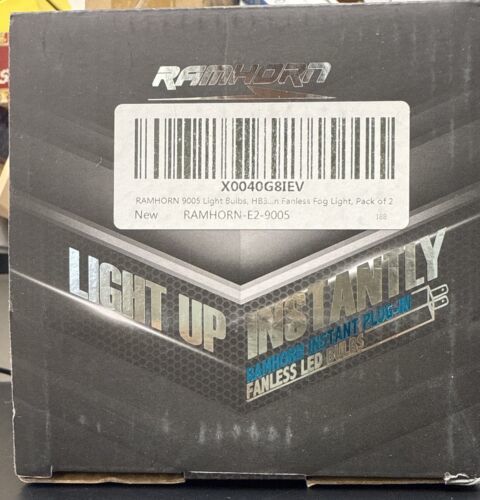 RAMHORN
X0040G8IEV
RAMHORN 9005 Light Bulbs, HB3...n Fanless Fog Light, Pack of 2
New RAMHORN-E2-9005
188
LIGHT UP
INSTANTLY
RAMHORN INSTANT PLUG-IN
FANLESS LED BULBS